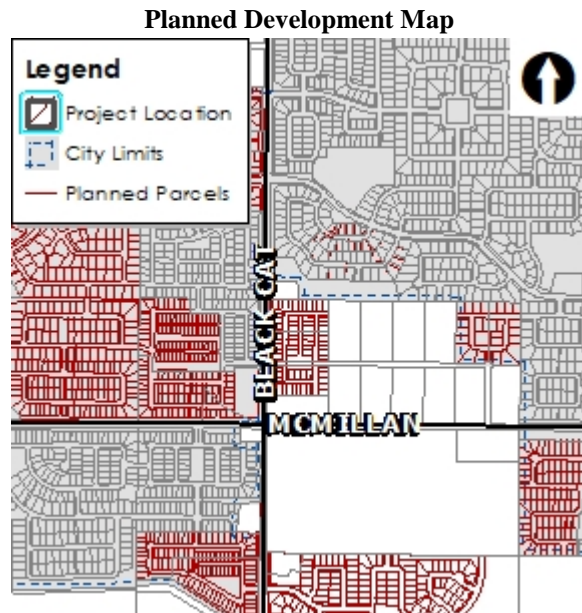 Planned Development Map
Legend
Project Location
City Limits
Planned Parcels
BLACK CAT
MCMILLAN